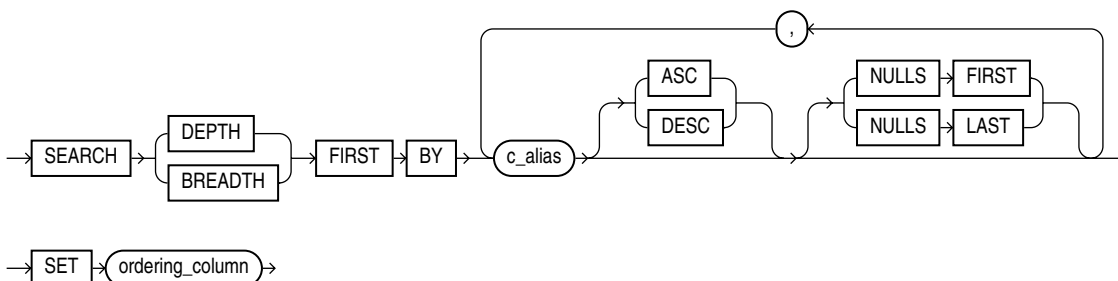 ,
ASC NULLS FIRST
DEPTH DESC NULLS LAST
SEARCH FIRST BY c_alias
BREADTH
SET ordering_column